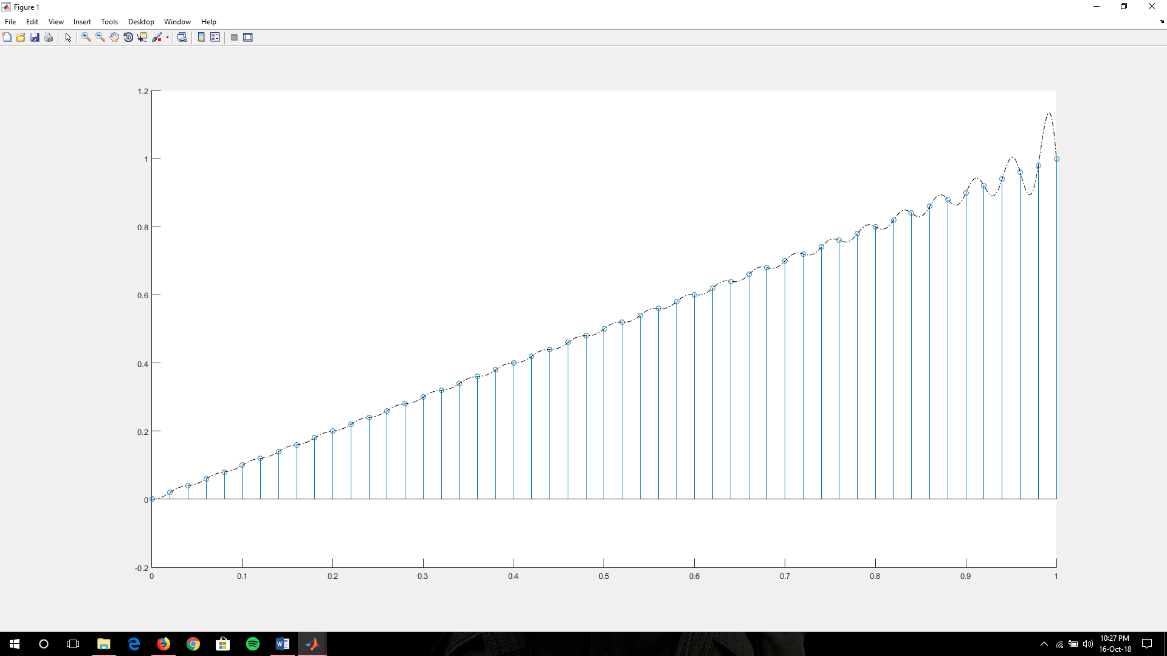 Figure 1
File Edit View Insert Tools Desktop Window Help
1.2
1
0.8
0.6
0.4
0.2
0
-0.2
0 0.1 0.2 0.3 0.4 0.5 0.6 0.7 0.8 0.9 1
10:27 PM
16-Oct-18